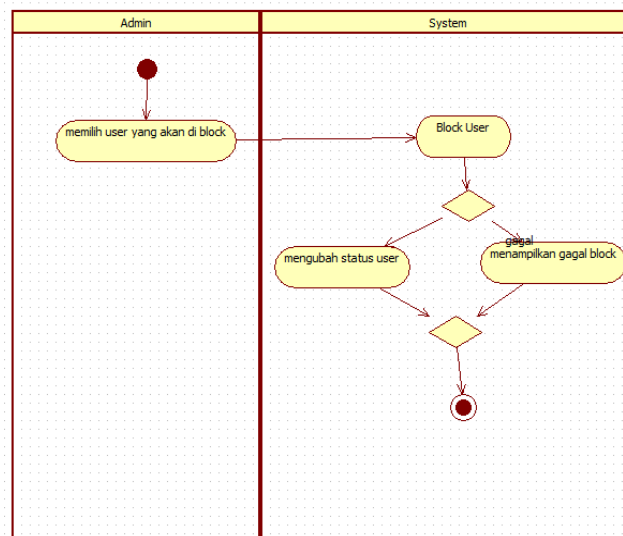 Admin
System
memilih user yang akan di block
Block User
gagal
mengubah status user
menampilkan gagal block